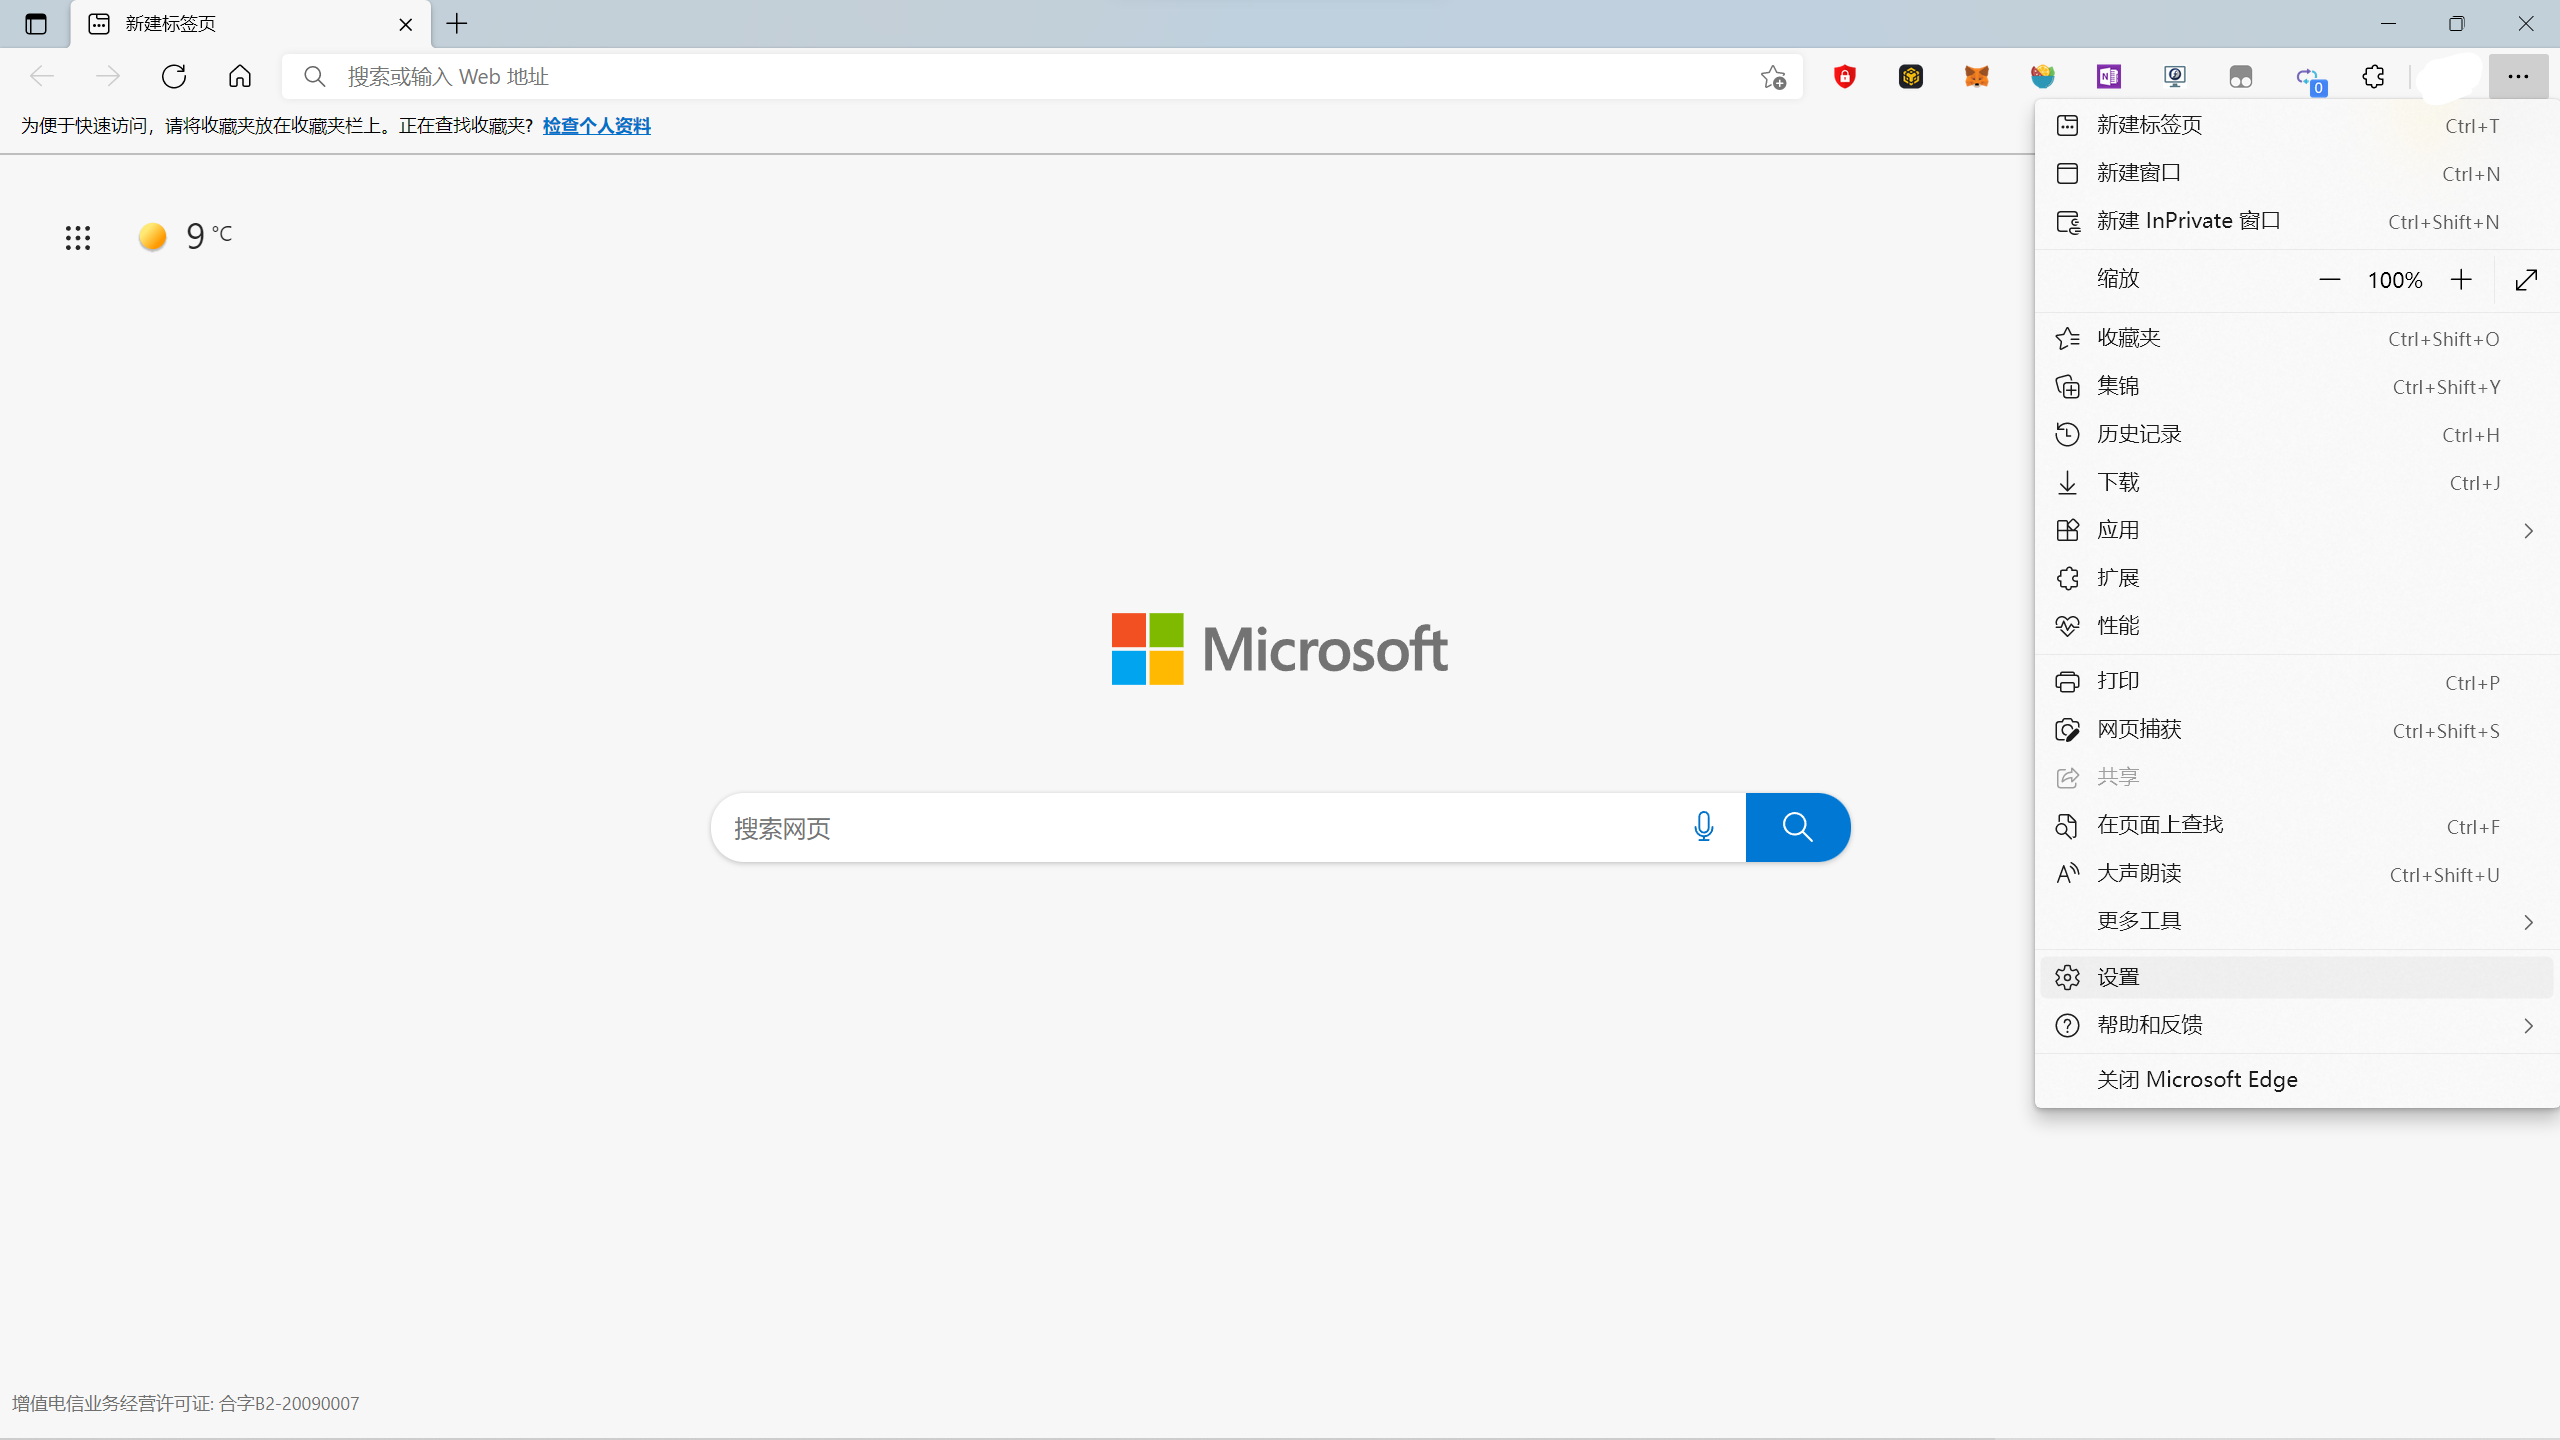 新建标签页
搜索或输入 Web 地址
0
为便于快速访问，请将收藏夹放在收藏夹栏上。正在查找收藏夹? 检查个人资料
9 °C
Microsoft
搜索网页
增值电信业务经营许可证: 合字B2-20090007
新建标签页 Ctrl+T
新建窗口 Ctrl+N
新建 InPrivate 窗口 Ctrl+Shift+N
缩放 100%
收藏夹 Ctrl+Shift+O
集锦 Ctrl+Shift+Y
历史记录 Ctrl+H
下载 Ctrl+J
应用
扩展
性能
打印 Ctrl+P
网页捕获 Ctrl+Shift+S
共享
在页面上查找 Ctrl+F
大声朗读 Ctrl+Shift+U
更多工具
设置
帮助和反馈
关闭 Microsoft Edge